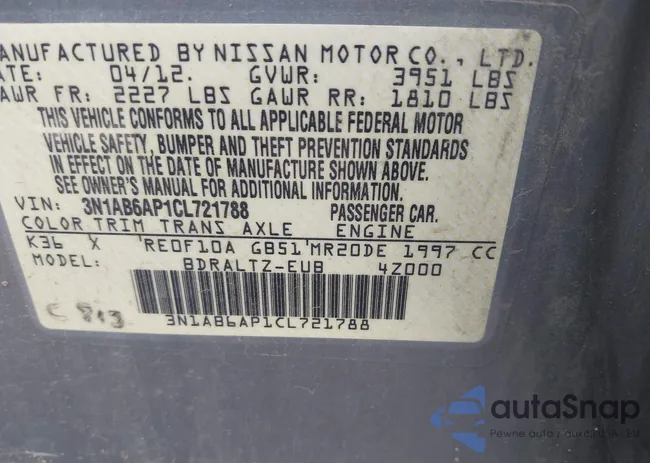 MANUFACTURED BY NISSAN MOTOR CO., LTD.
DATE: 04/12. GVWR: 3951 LBS
GAWR FR: 2227 LBS GAWR RR: 1810 LBS
THIS VEHICLE CONFORMS TO ALL APPLICABLE FEDERAL MOTOR
VEHICLE SAFETY, BUMPER AND THEFT PREVENTION STANDARDS
IN EFFECT ON THE DATE OF MANUFACTURE SHOWN ABOVE.
SEE OWNER'S MANUAL FOR ADDITIONAL INFORMATION.
VIN: 3N1AB6AP1CL721788 PASSENGER CAR.
COLOR TRIM TRANS AXLE ENGINE
K36 X 'RE0F10A GB51'MR20DE 1997 CC
MODEL: BDRALTZ-EUB 4Z000
3N1AB6AP1CL721788
autaSnap